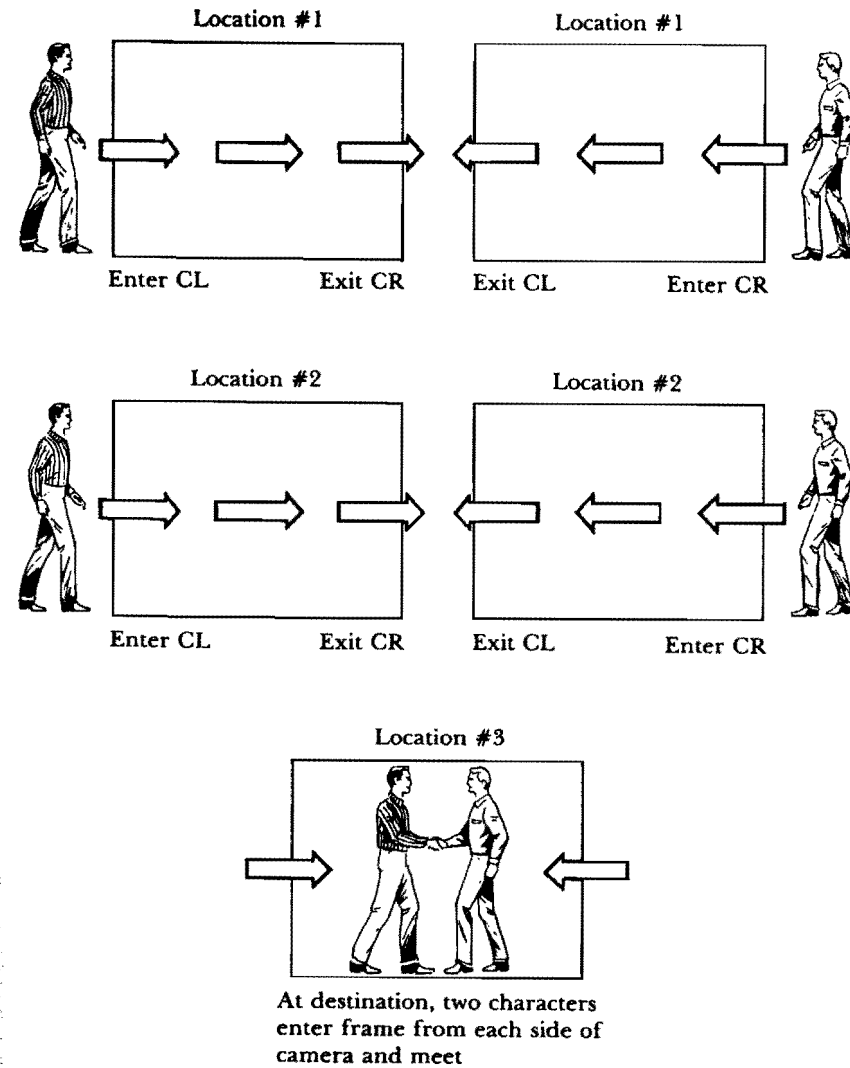 Location #1
Location #1
Enter CL
Exit CR
Exit CL
Enter CR
Location #2
Location #2
Enter CL
Exit CR
Exit CL
Enter CR
Location #3
At destination, two characters
enter frame from each side of
camera and meet